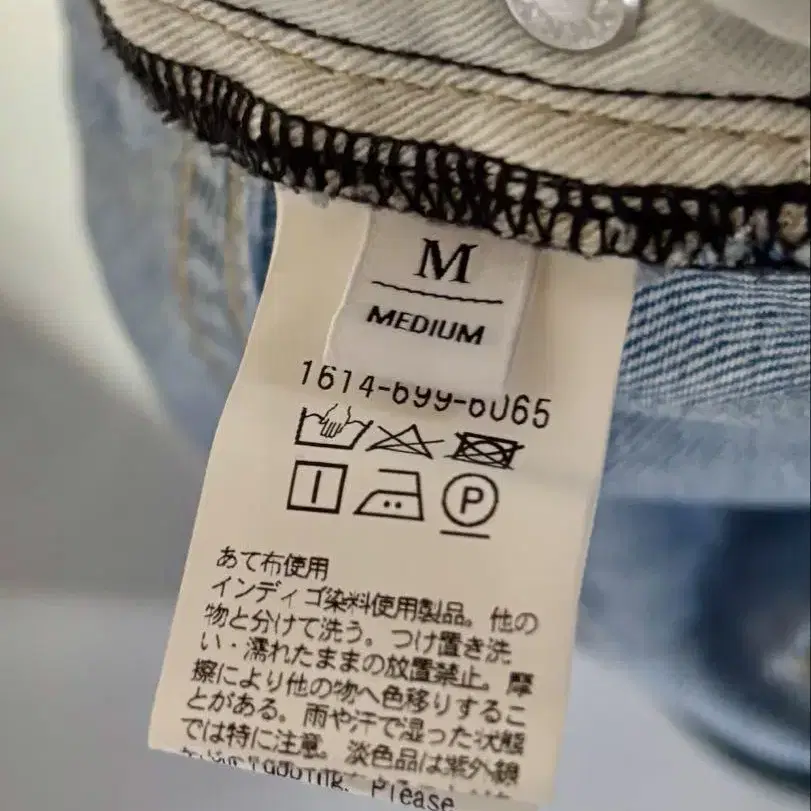 M
MEDIUM
1614-699-6065
P
あて布使用
インディゴ染料使用製品。他の
物と分けて洗う。つけ置き洗
い・濡れたままの放置禁止。摩
擦により他の物へ色移りするこ
とがある。雨や汗で湿った状態
では特に注意。淡色品は紫外線
Please